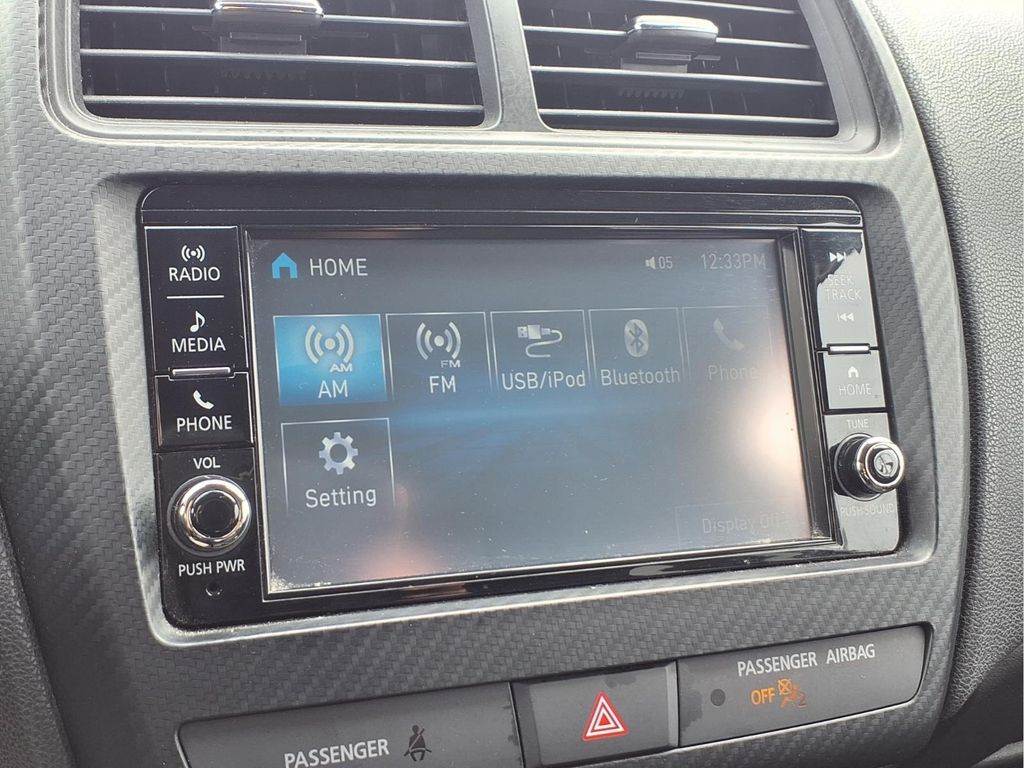 RADIO
MEDIA
PHONE
VOL
PUSH PWR
HOME
05 12:33PM
AM
AM
FM
FM
USB/iPod
Bluetooth
Phone
Setting
Display Off
SEEK
TRACK
HOME
TUNE
PUSH SOUND
PASSENGER
PASSENGER AIRBAG
OFF
2